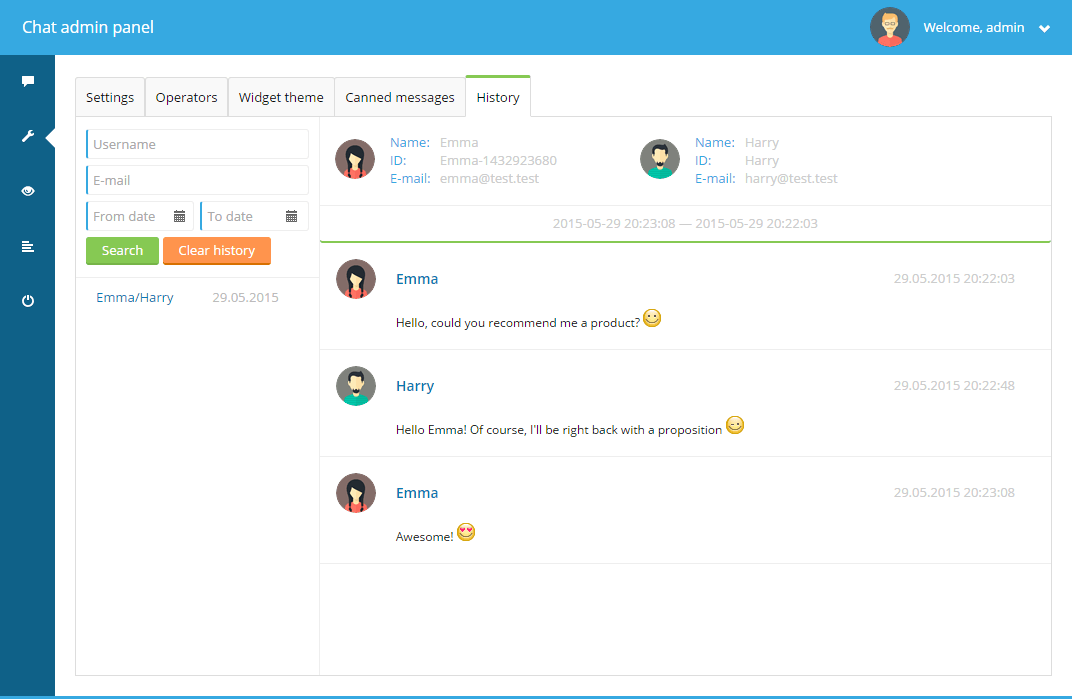 Chat admin panel
Welcome, admin
Settings
Operators
Widget theme
Canned messages
History
Username
E-mail
From date
To date
Search
Clear history
Emma/Harry 29.05.2015
Name: Emma
ID: Emma-1432923680
E-mail: emma@test.test
Name: Harry
ID: Harry
E-mail: harry@test.test
2015-05-29 20:23:08 — 2015-05-29 20:22:03
Emma 29.05.2015 20:22:03
Hello, could you recommend me a product?
Harry 29.05.2015 20:22:48
Hello Emma! Of course, I'll be right back with a proposition
Emma 29.05.2015 20:23:08
Awesome!